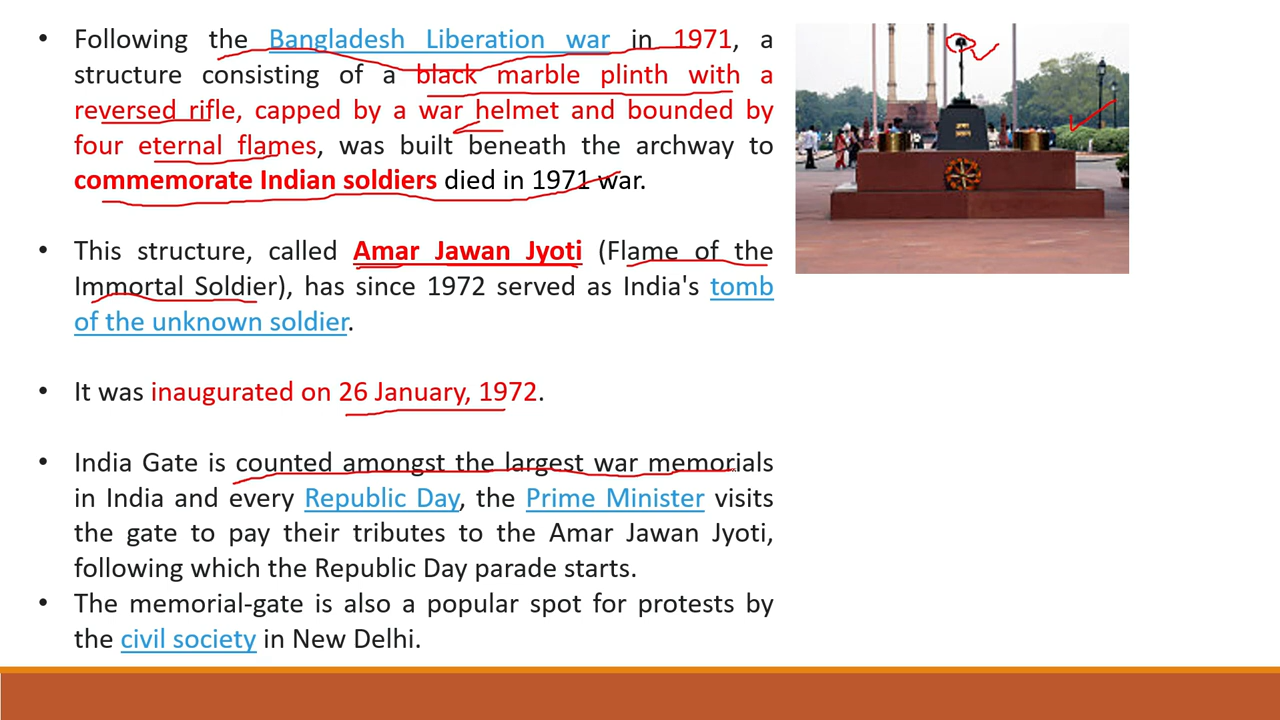 • Following the Bangladesh Liberation war in 1971, a
structure consisting of a black marble plinth with a
reversed rifle, capped by a war helmet and bounded by
four eternal flames, was built beneath the archway to
commemorate Indian soldiers died in 1971 war.
• This structure, called Amar Jawan Jyoti (Flame of the
Immortal Soldier), has since 1972 served as India's tomb
of the unknown soldier.
• It was inaugurated on 26 January, 1972.
• India Gate is counted amongst the largest war memorials
in India and every Republic Day, the Prime Minister visits
the gate to pay their tributes to the Amar Jawan Jyoti,
following which the Republic Day parade starts.
• The memorial-gate is also a popular spot for protests by
the civil society in New Delhi.